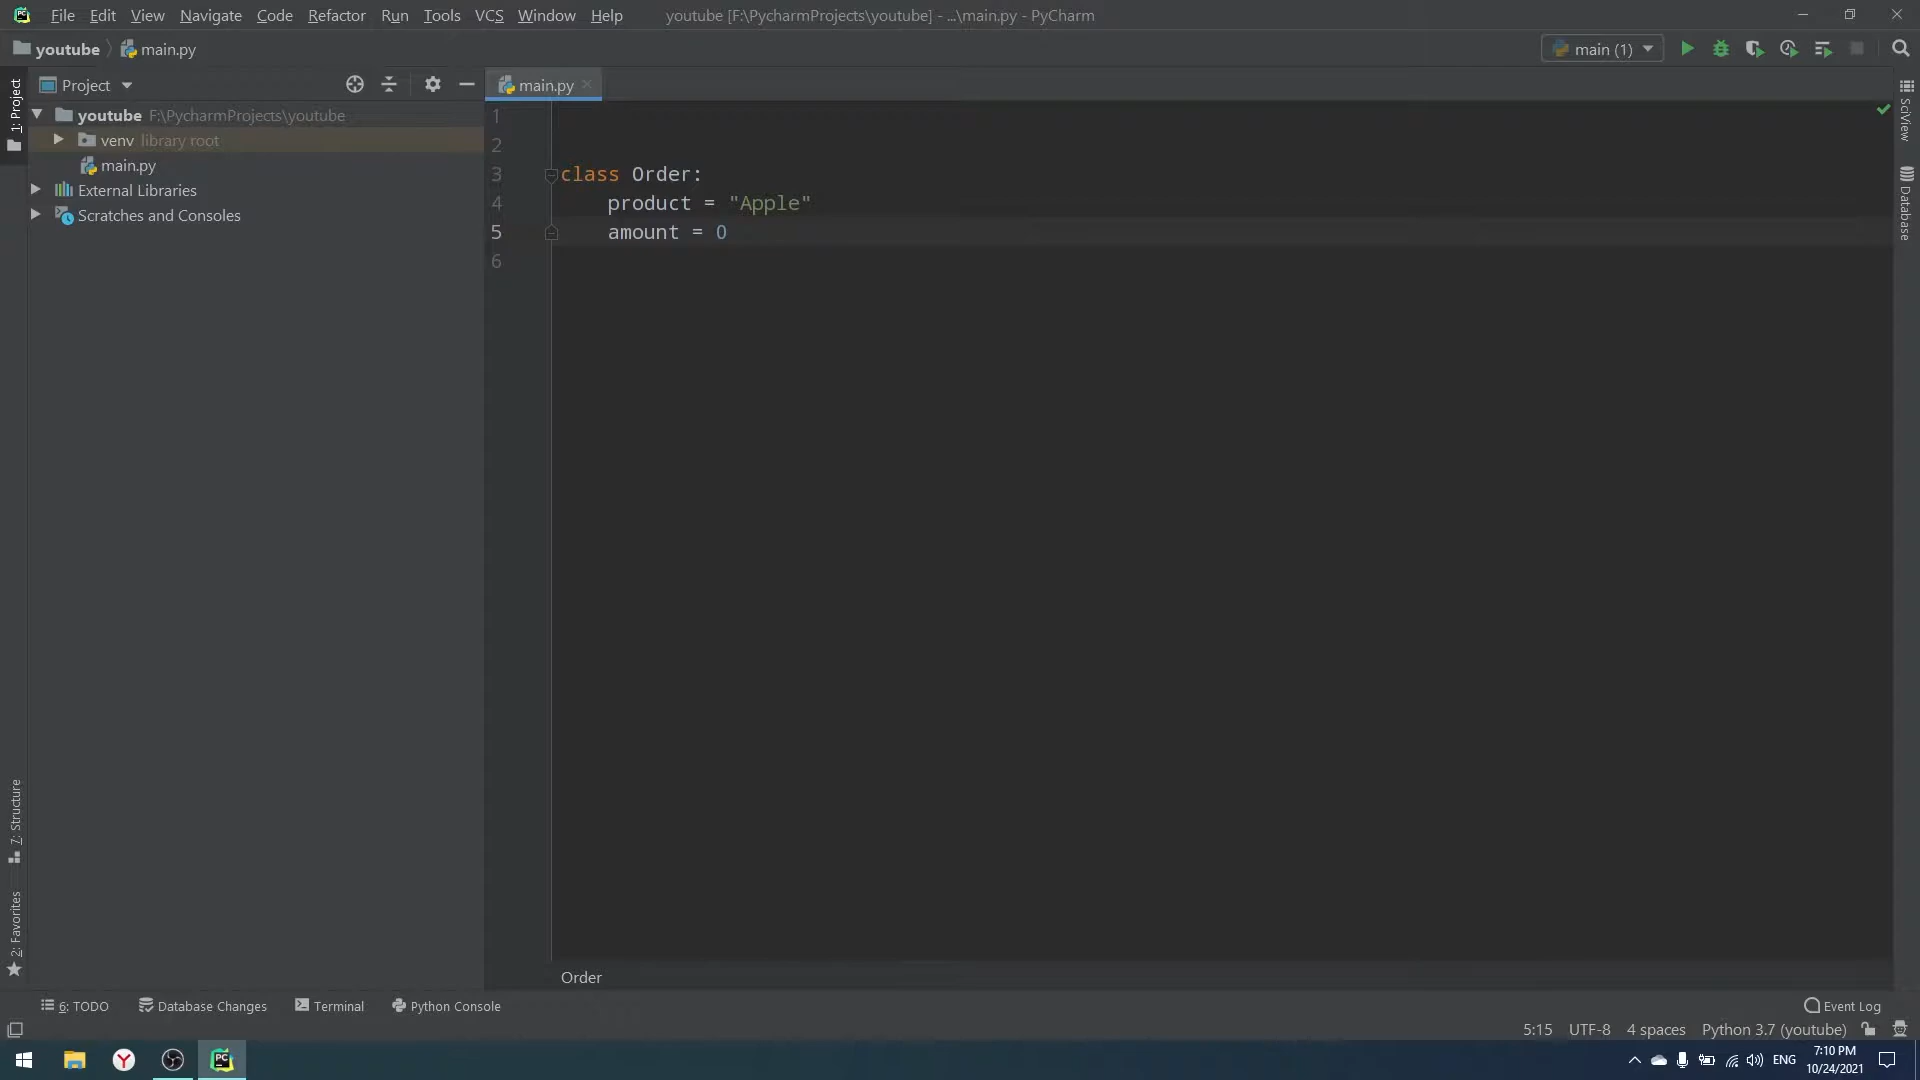 File Edit View Navigate Code Refactor Run Tools VCS Window Help youtube [F:\PycharmProjects\youtube] - ...\main.py - PyCharm
youtube main.py main (1)
1: Project
Project
main.py
youtube F:\PycharmProjects\youtube
venv library root
main.py
External Libraries
Scratches and Consoles
1
2
3 class Order:
4 product = "Apple"
5 amount = 0
6
SciView
Database
7: Structure
2: Favorites
Order
6: TODO Database Changes Terminal Python Console Event Log
5:15 UTF-8 4 spaces Python 3.7 (youtube)
PC
ENG 7:10 PM
10/24/2021